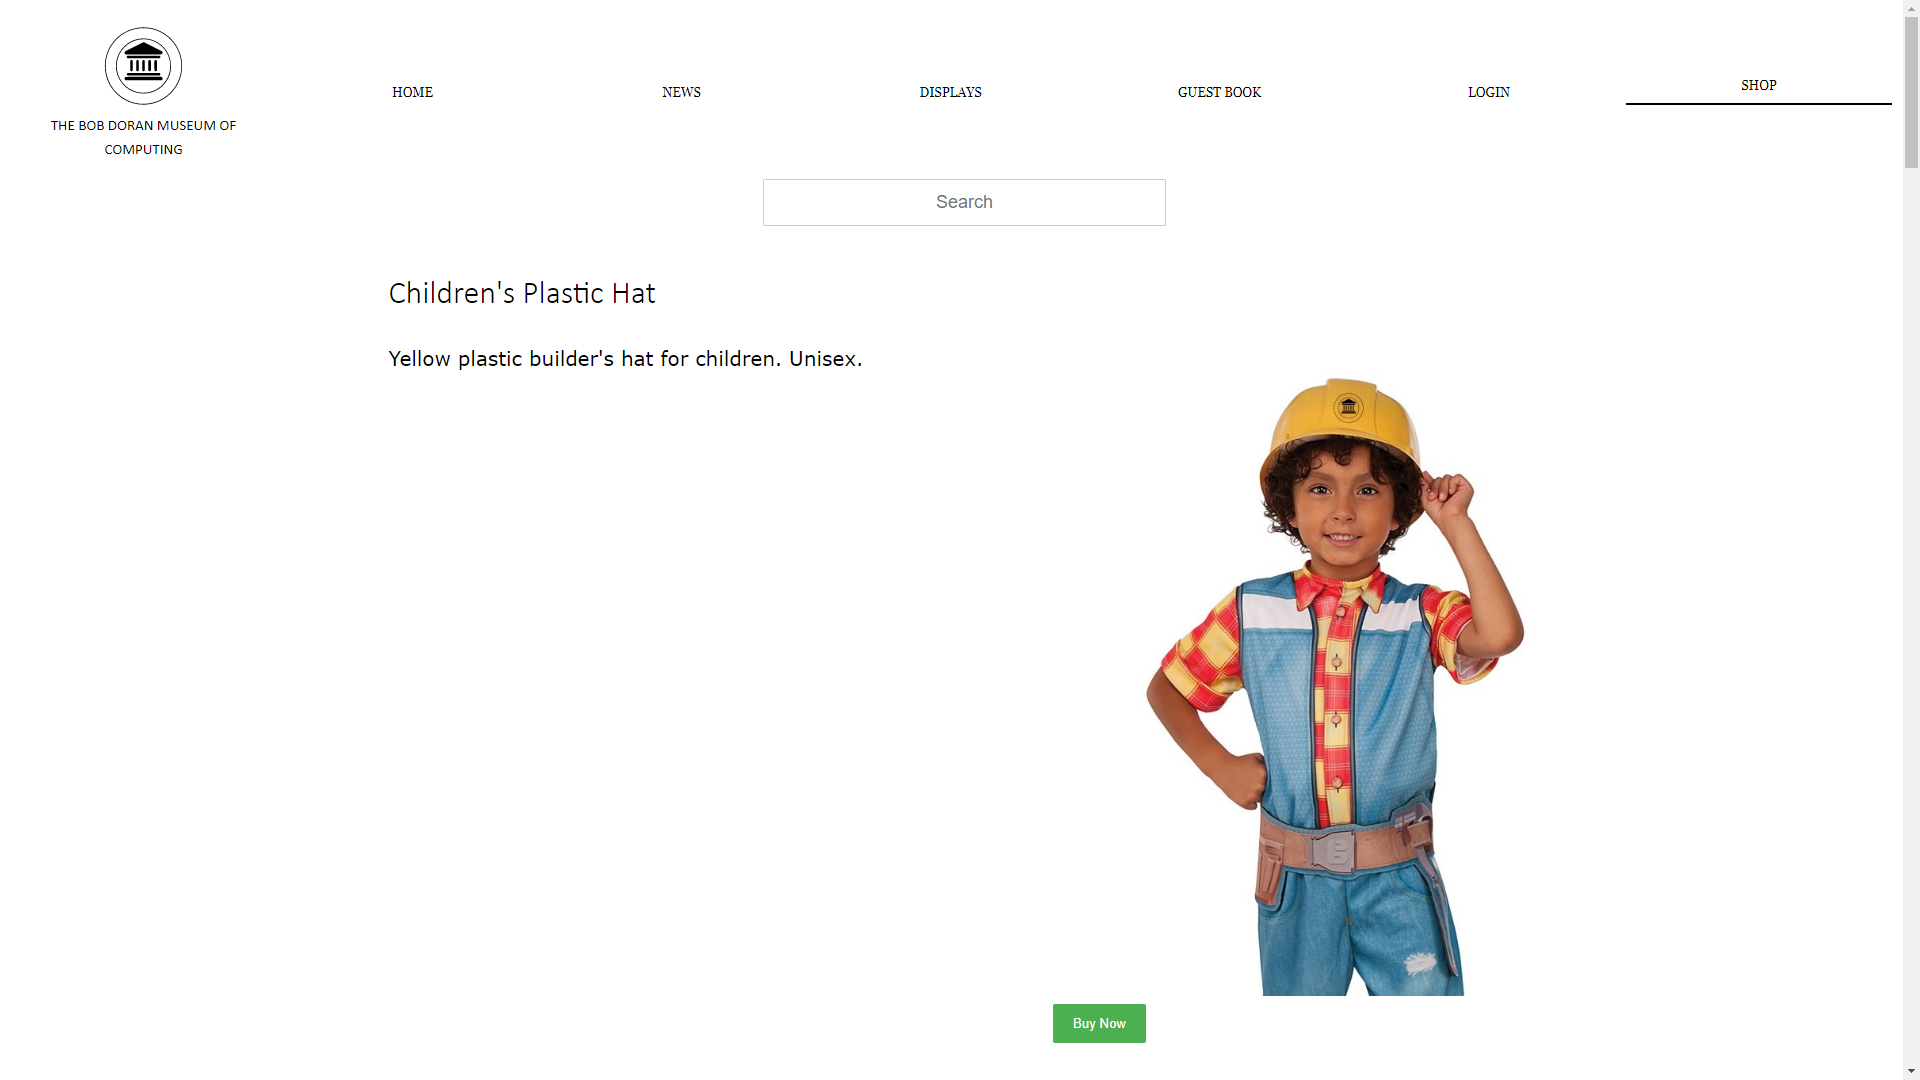 THE BOB DORAN MUSEUM OF
COMPUTING
HOME
NEWS
DISPLAYS
GUEST BOOK
LOGIN
SHOP
Search
Children's Plastic Hat
Yellow plastic builder's hat for children. Unisex.
Buy Now